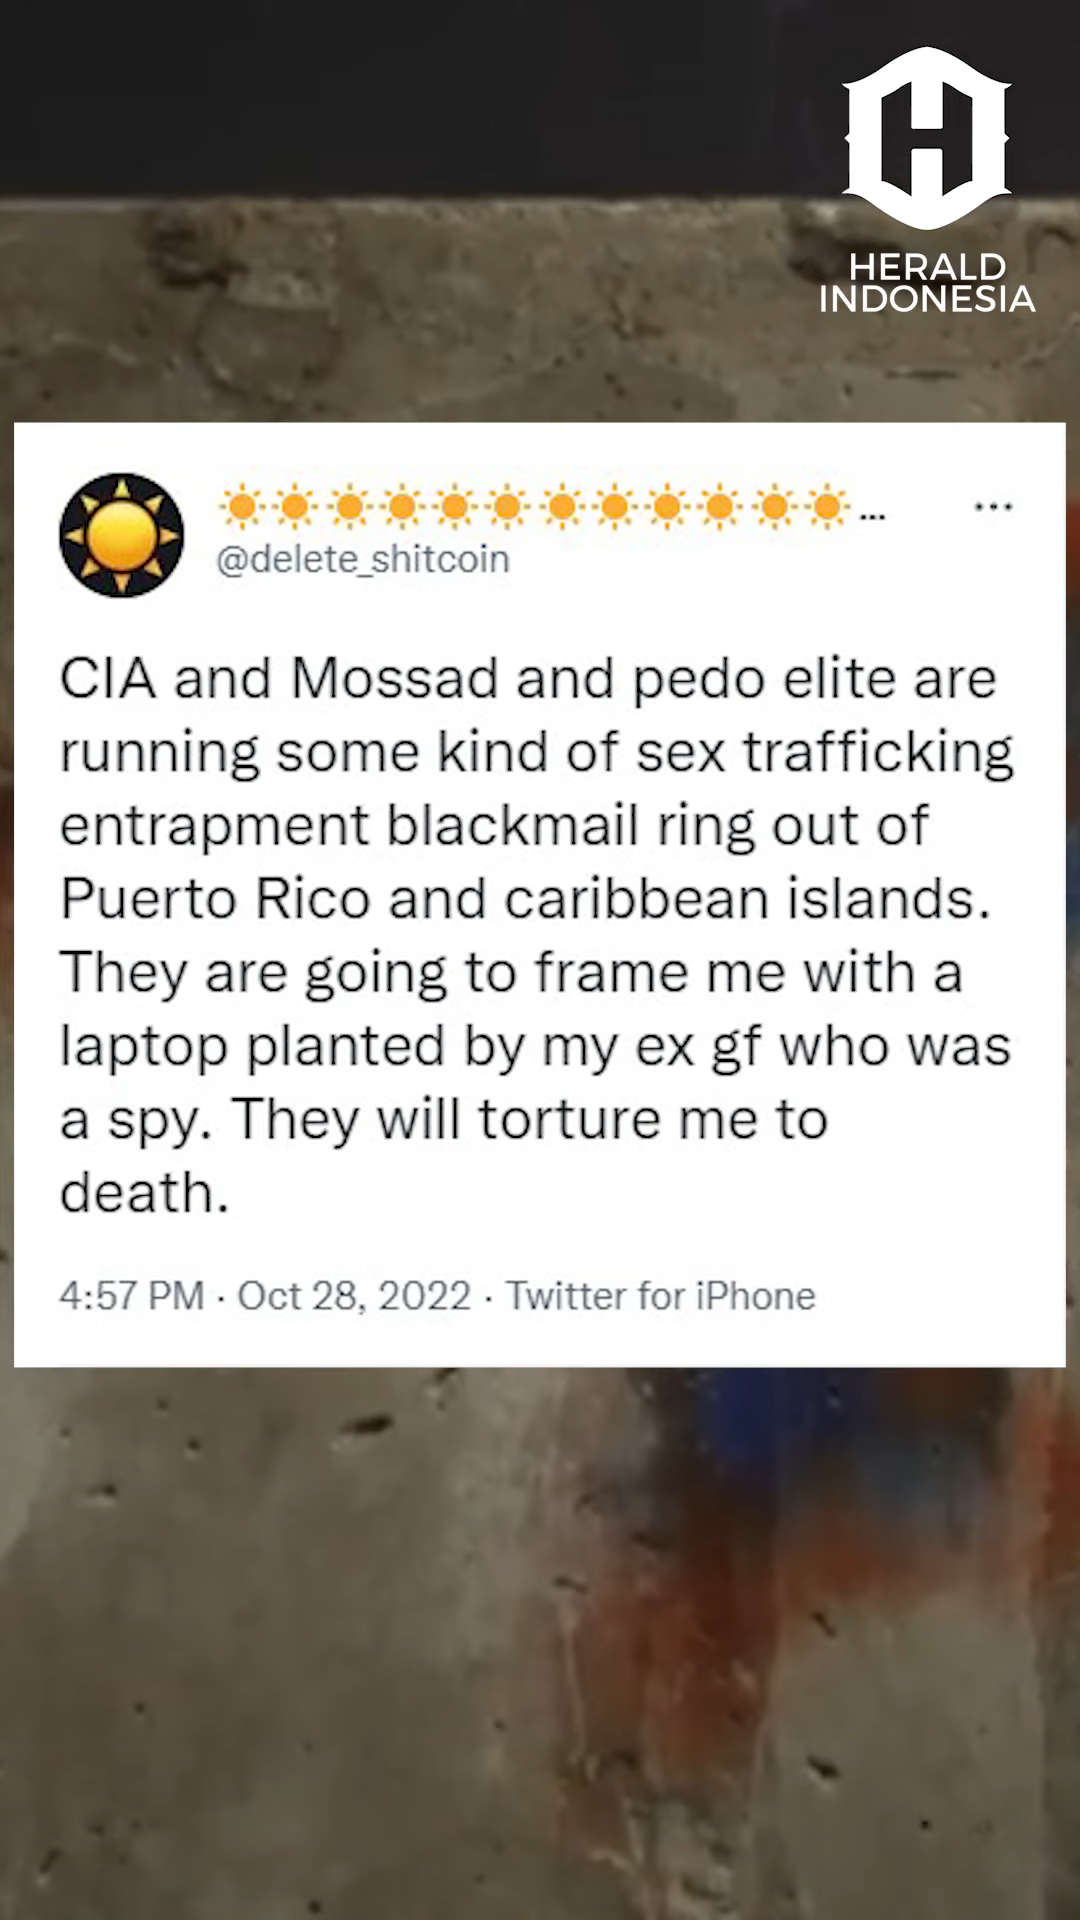 HERALD
INDONESIA
☀️☀️☀️☀️☀️☀️☀️☀️☀️☀️☀️☀️...
@delete_shitcoin
CIA and Mossad and pedo elite are
running some kind of sex trafficking
entrapment blackmail ring out of
Puerto Rico and caribbean islands.
They are going to frame me with a
laptop planted by my ex gf who was
a spy. They will torture me to
death.
4:57 PM · Oct 28, 2022 · Twitter for iPhone